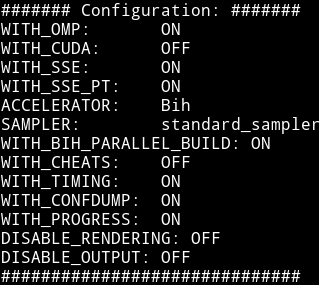 ####### Configuration: #######
WITH_OMP:       ON
WITH_CUDA:      OFF
WITH_SSE:       ON
WITH_SSE_PT:    ON
ACCELERATOR:    Bih
SAMPLER:        standard_sampler
WITH_BIH_PARALLEL_BUILD: ON
WITH_CHEATS:    OFF
WITH_TIMING:    ON
WITH_CONFDUMP:  ON
WITH_PROGRESS:  ON
DISABLE_RENDERING: OFF
DISABLE_OUTPUT: OFF
##############################